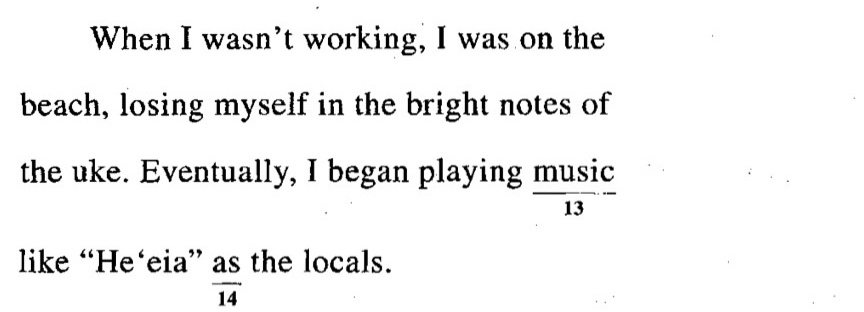 When I wasn't working, I was on the
beach, losing myself in the bright notes of
the uke. Eventually, I began playing music
13
like “He‘eia” as the locals.
14